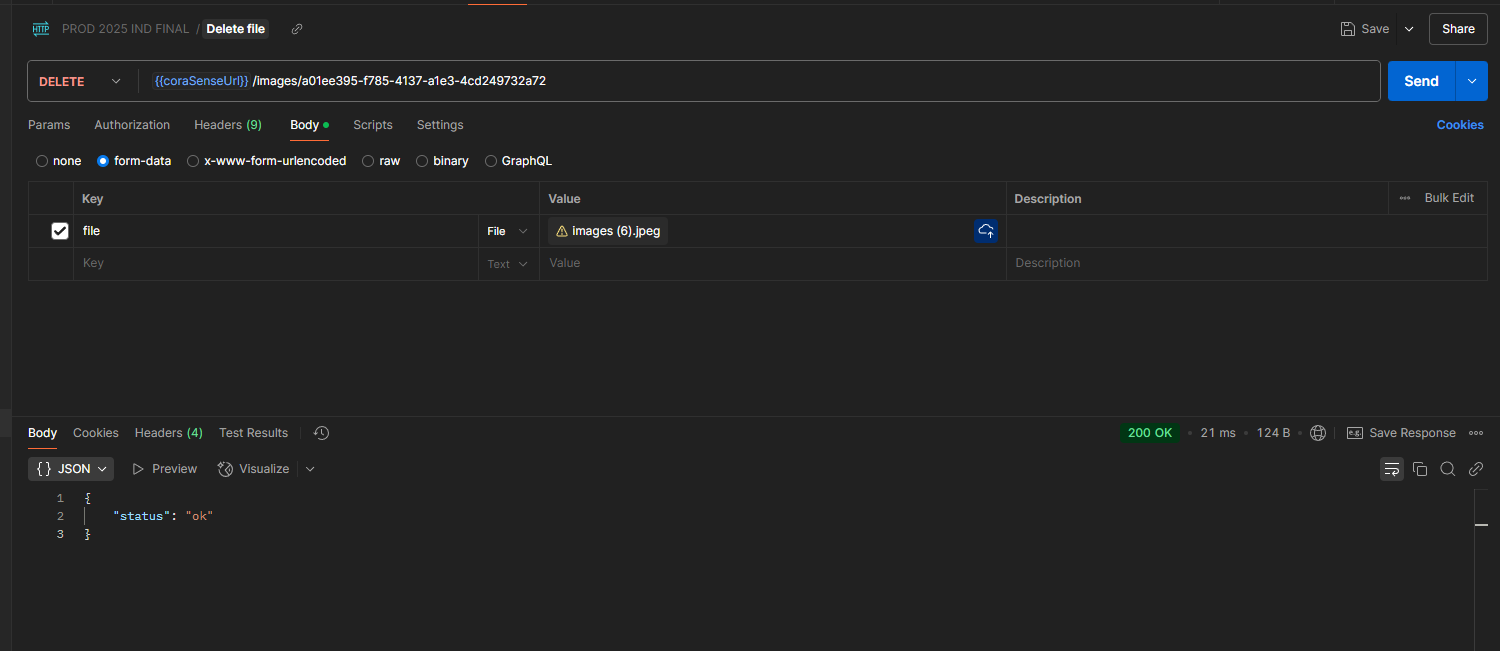 HTTP PROD 2025 IND FINAL / Delete file Save Share
DELETE {{coraSenseUrl}} /images/a01ee395-f785-4137-a1e3-4cd249732a72 Send
Params Authorization Headers (9) Body Scripts Settings Cookies
none form-data x-www-form-urlencoded raw binary GraphQL
Key Value Description Bulk Edit
file File images (6).jpeg
Key Text Value Description
Body Cookies Headers (4) Test Results 200 OK 21 ms 124 B e.g. Save Response
{} JSON Preview Visualize
1 {
2 "status": "ok"
3 }